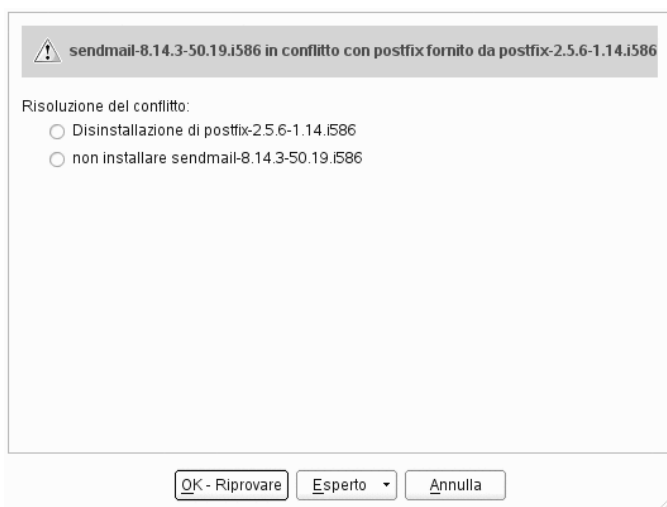 sendmail-8.14.3-50.19.i586 in conflitto con postfix fornito da postfix-2.5.6-1.14.i586
Risoluzione del conflitto:
Disinstallazione di postfix-2.5.6-1.14.i586
non installare sendmail-8.14.3-50.19.i586
OK - Riprovare
Esperto
Annulla